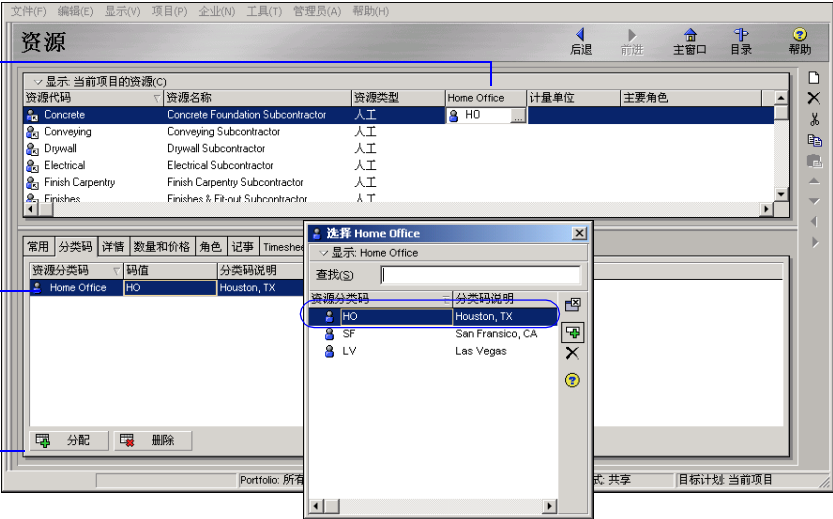 文件(F) 编辑(E) 显示(V) 项目(P) 企业(N) 工具(T) 管理员(A) 帮助(H)
资源
后退 前进 主窗口 目录 帮助
显示: 当前项目的资源(C)
资源代码 资源名称 资源类型 Home Office 计量单位 主要角色
Concrete Concrete Foundation Subcontractor 人工 HO ...
Conveying Conveying Subcontractor 人工
Drywall Drywall Subcontractor 人工
Electrical Electrical Subcontractor 人工
Finish Carpentry Finish Carpentry Subcontractor 人工
Finishes Finishes & Fit-out Subcontractor 人工
常用 分类码 详情 数量和价格 角色 记事 Timeshee
资源分类码 码值 分类码说明
Home Office HO Houston, TX
分配 删除
选择 Home Office
显示: Home Office
查找(S)
资源分类码 分类码说明
HO Houston, TX
SF San Fransico, CA
LV Las Vegas
Portfolio: 所有 式: 共享 目标计划: 当前项目